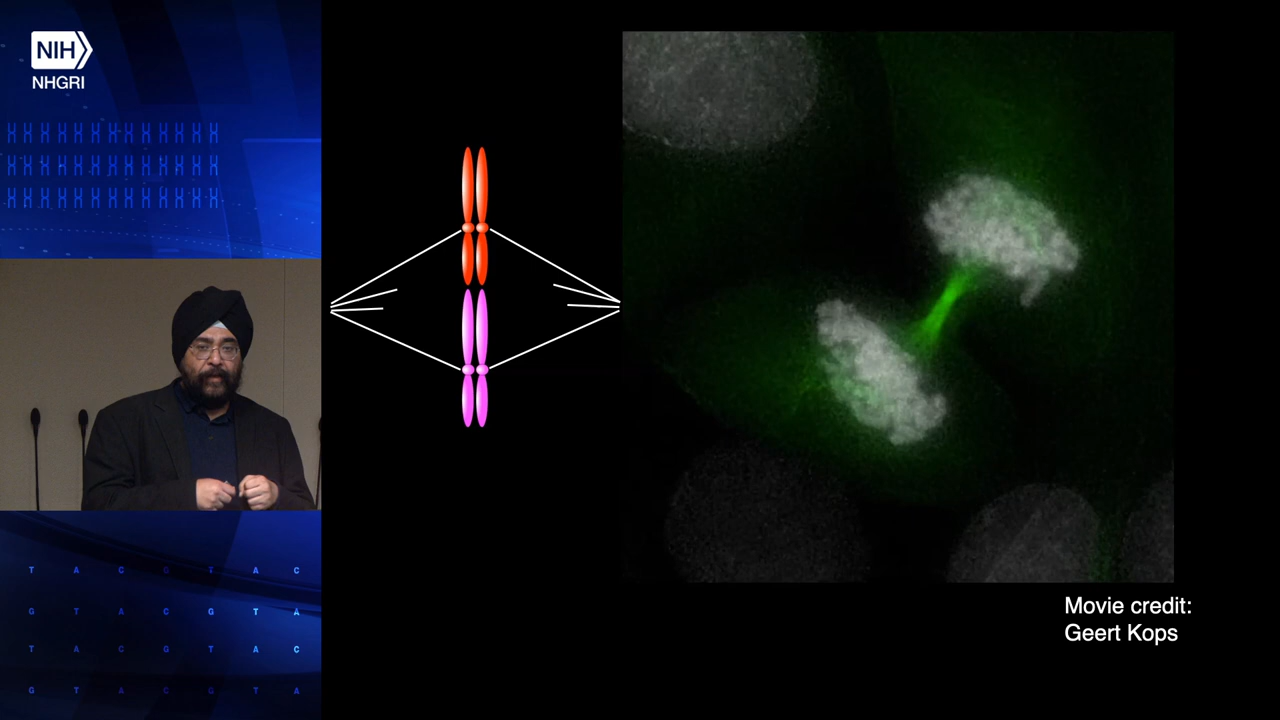 NIH
NHGRI
T A C G T A C
G T A C G T A
T A C G T A C
G T A C G T A
Movie credit:
Geert Kops